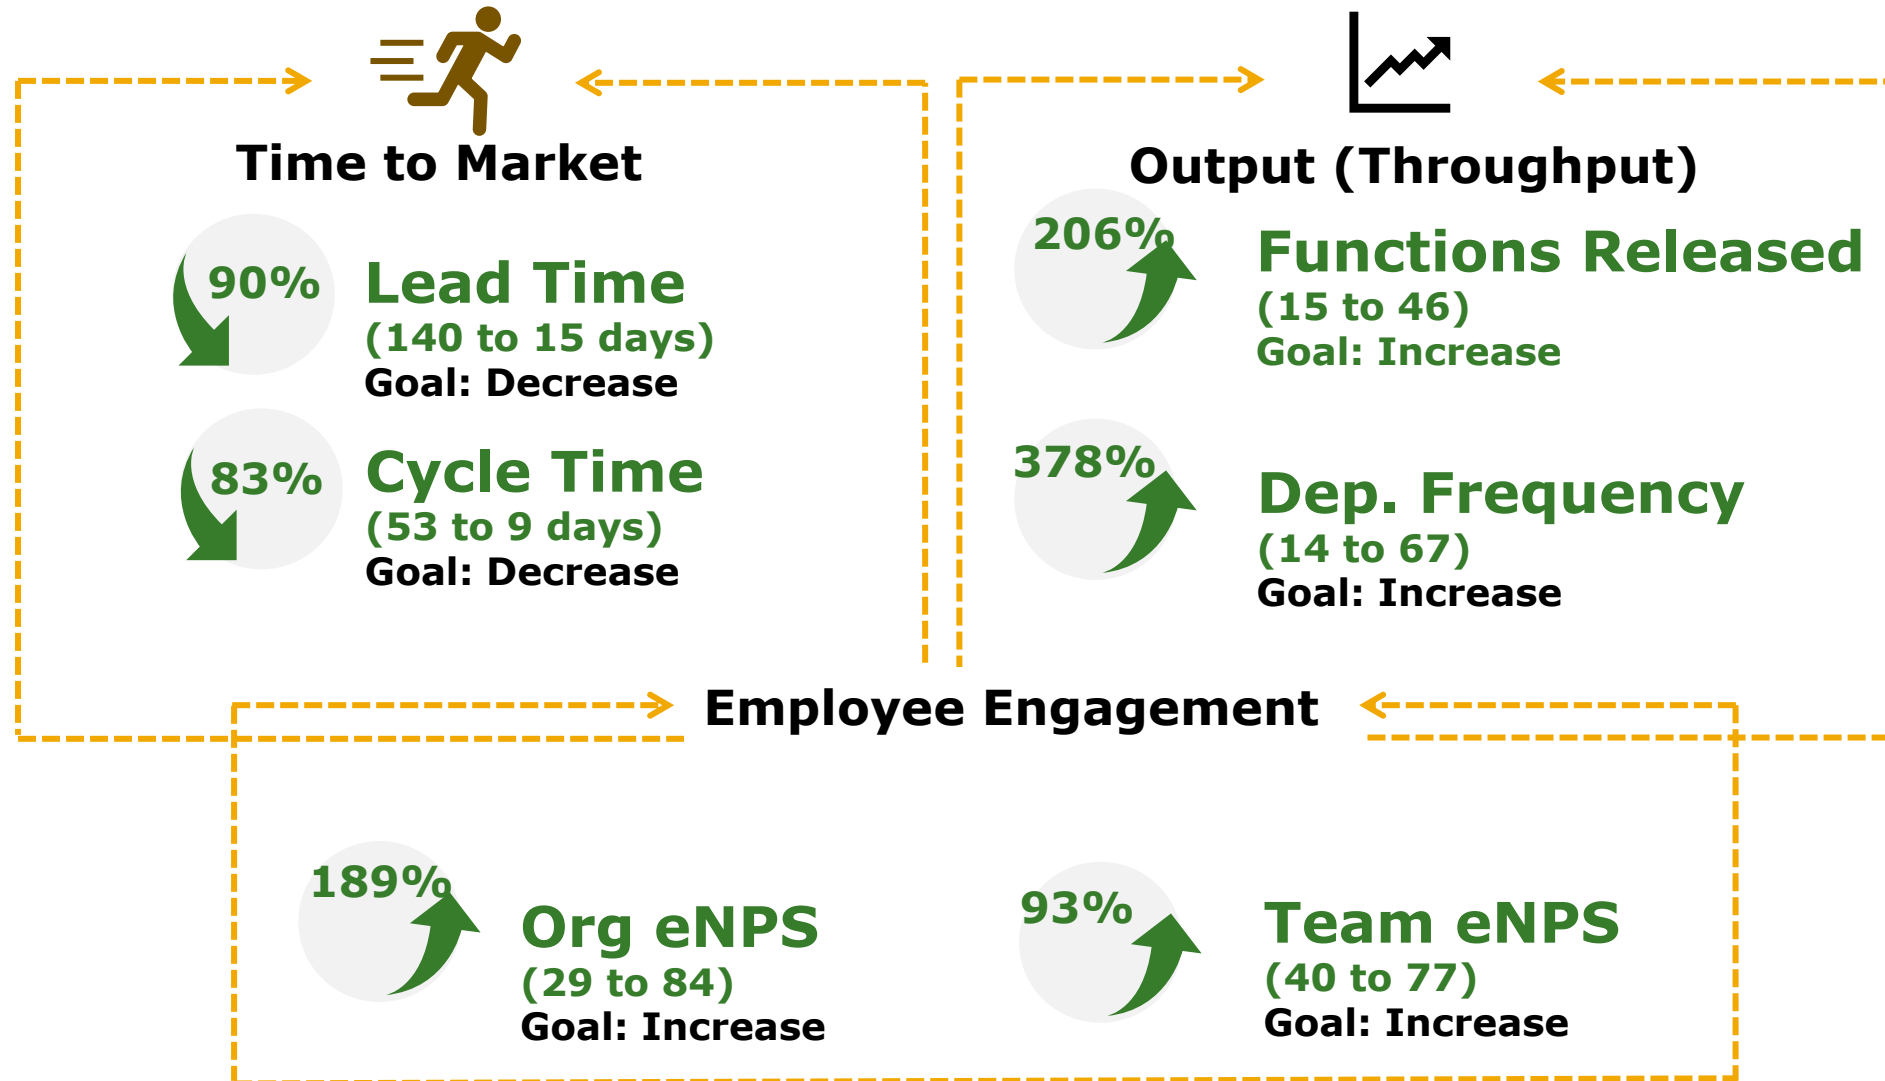 Time to Market
90%
Lead Time
(140 to 15 days)
Goal: Decrease
83%
Cycle Time
(53 to 9 days)
Goal: Decrease
Output (Throughput)
206%
Functions Released
(15 to 46)
Goal: Increase
378%
Dep. Frequency
(14 to 67)
Goal: Increase
Employee Engagement
189%
Org eNPS
(29 to 84)
Goal: Increase
93%
Team eNPS
(40 to 77)
Goal: Increase